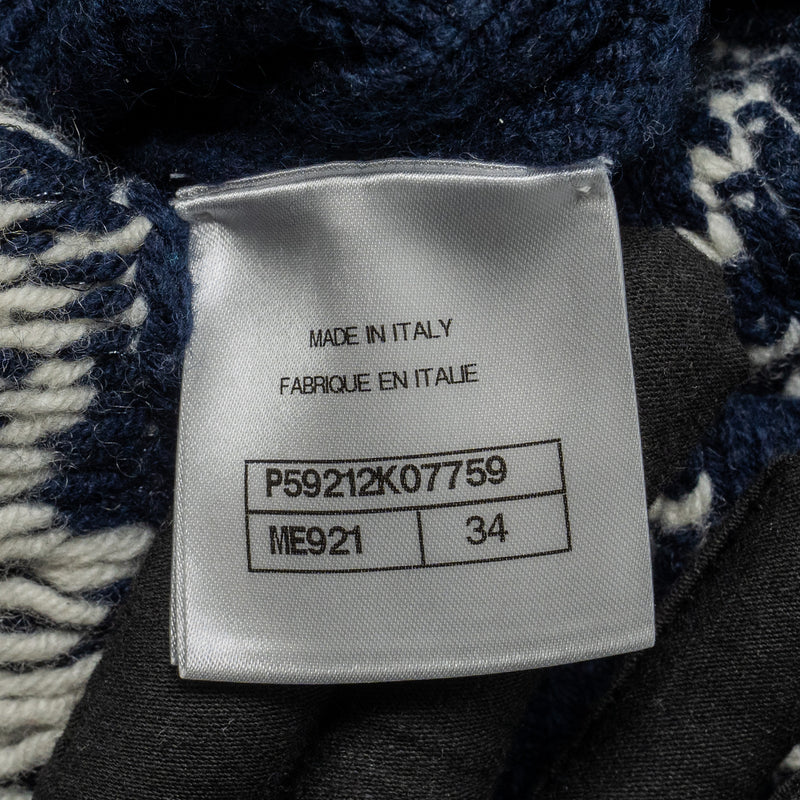 MADE IN ITALY
FABRIQUE EN ITALIE
P59212K07759
ME921 34